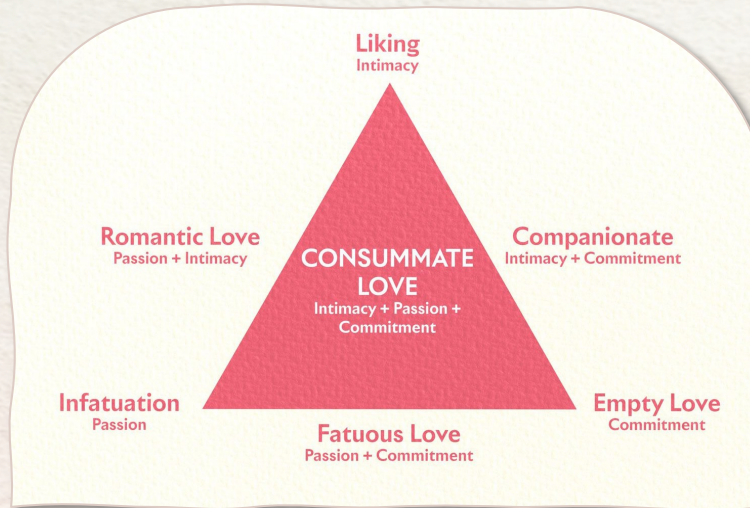 Liking
Intimacy
Romantic Love
Passion + Intimacy
Companionate
Intimacy + Commitment
CONSUMMATE
LOVE
Intimacy + Passion +
Commitment
Infatuation
Passion
Empty Love
Commitment
Fatuous Love
Passion + Commitment